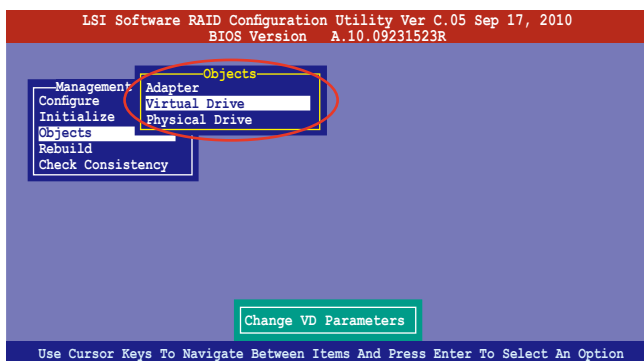 LSI Software RAID Configuration Utility Ver C.05 Sep 17, 2010
BIOS Version A.10.09231523R
Objects
Management
Adapter
Configure
Virtual Drive
Initialize
Physical Drive
Objects
Rebuild
Check Consistency
Change VD Parameters
Use Cursor Keys To Navigate Between Items And Press Enter To Select An Option